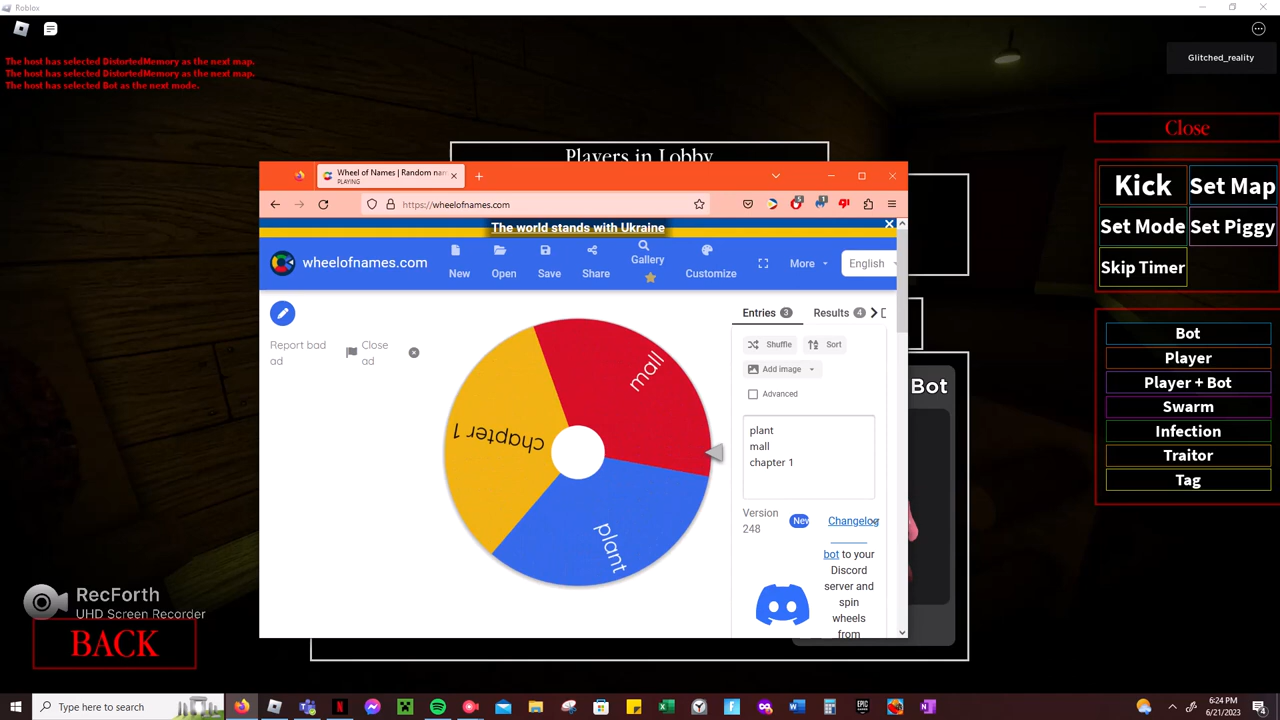 Roblox
Glitched_reality
The host has selected DistortedMemory as the next map.
The host has selected DistortedMemory as the next map.
The host has selected Bot as the next mode.
Players in Lobby
Close
Kick
Set Map
Set Mode
Set Piggy
Skip Timer
Bot
Player
Player + Bot
Swarm
Infection
Traitor
Tag
Bot
Wheel of Names | Random nam
PLAYING
https://wheelofnames.com
The world stands with Ukraine
wheelofnames.com
New
Open
Save
Share
Gallery
Customize
More
English
Report bad
ad
Close
ad
Entries 3
Results 4
Shuffle
Sort
Add image
Advanced
plant
mall
chapter 1
mall
chapter 1
plant
Version
248
New
Changelog
bot to your
Discord
server and
spin
wheels
from
RecForth
UHD Screen Recorder
BACK
Type here to search
6:24 PM
6/21/2023